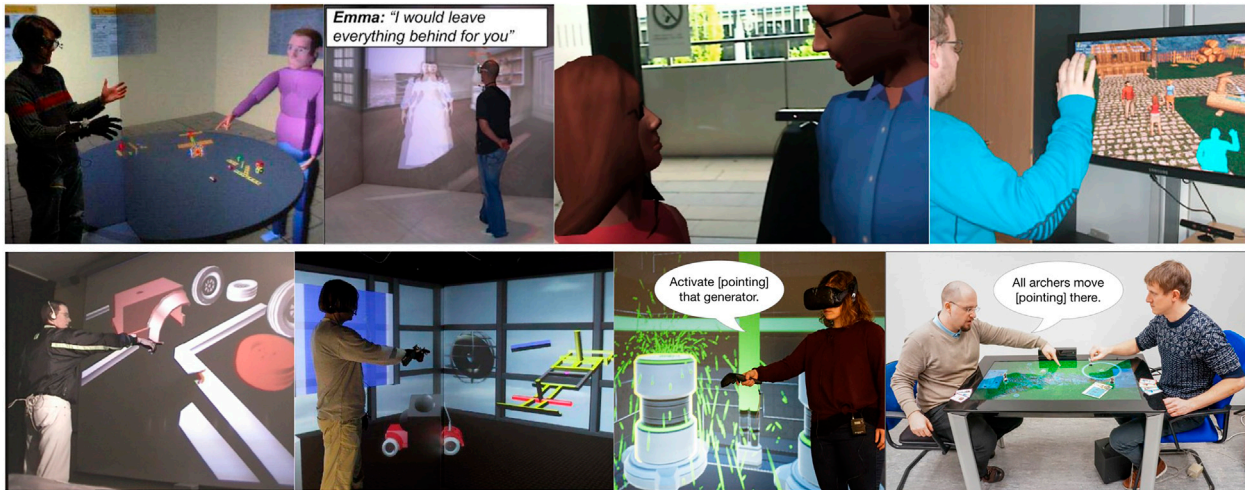 Emma: “I would leave
everything behind for you”
Activate [pointing]
that generator.
All archers move
[pointing] there.